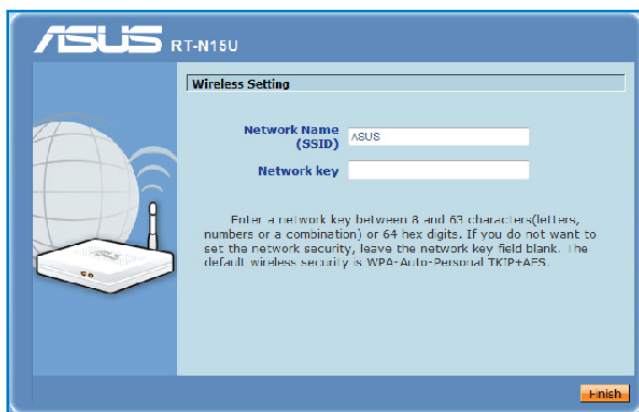 ASUS RT-N15U
Wireless Setting
Network Name
(SSID)
ASUS
Network key
Enter a network key between 8 and 63 characters(letters,
numbers or a combination) or 64 hex digits. If you do not want to
set the network security, leave the network key field blank. The
default wireless security is WPA-Auto-Personal TKIP+AES.
Finish